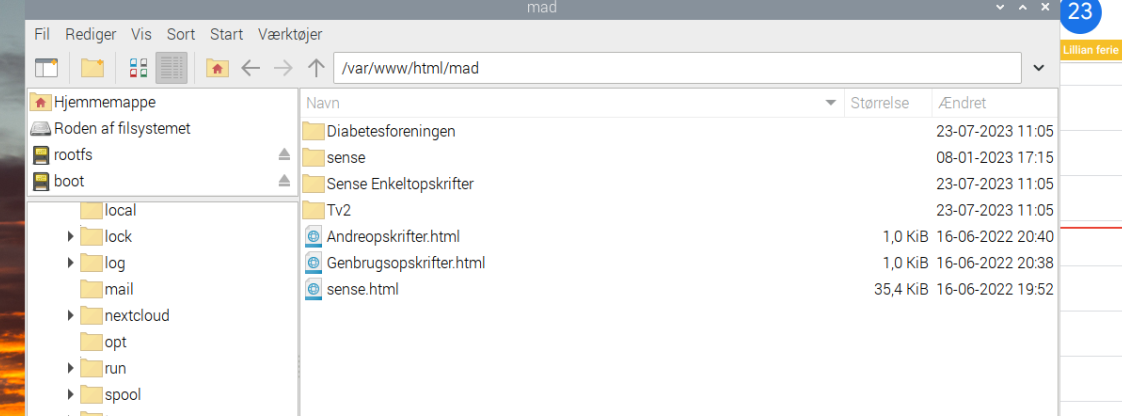 mad
23
Fil Rediger Vis Sort Start Værktøjer
Lillian ferie
/var/www/html/mad
Hjemmemappe
Roden af filsystemet
rootfs
boot
local
lock
log
mail
nextcloud
opt
run
spool
Navn Størrelse Ændret
Diabetesforeningen 23-07-2023 11:05
sense 08-01-2023 17:15
Sense Enkeltopskrifter 23-07-2023 11:05
Tv2 23-07-2023 11:05
Andreopskrifter.html 1,0 KiB 16-06-2022 20:40
Genbrugsopskrifter.html 1,0 KiB 16-06-2022 20:38
sense.html 35,4 KiB 16-06-2022 19:52